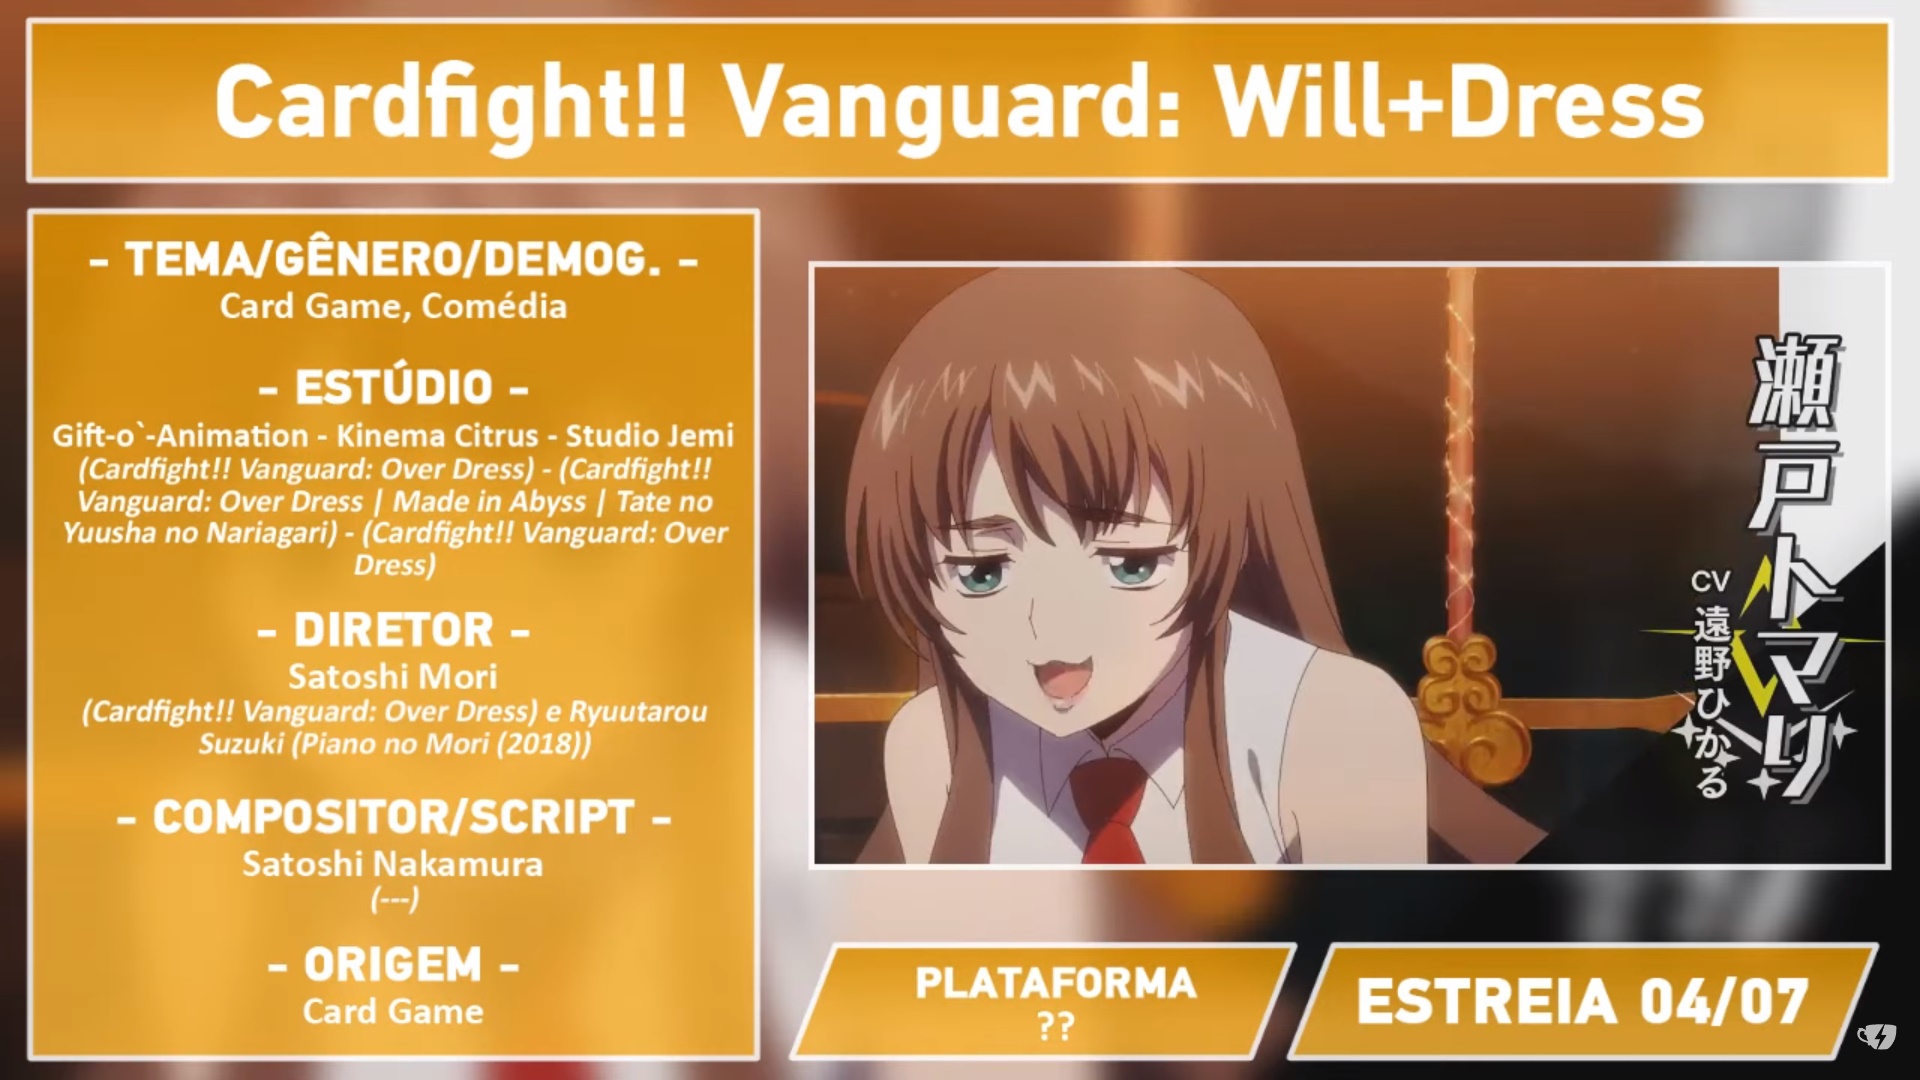 Cardfight!! Vanguard: Will+Dress
- TEMA/GÊNERO/DEMOG. -
Card Game, Comédia
- ESTÚDIO -
Gift-o`-Animation - Kinema Citrus - Studio Jemi
(Cardfight!! Vanguard: Over Dress) - (Cardfight!!
Vanguard: Over Dress | Made in Abyss | Tate no
Yuusha no Nariagari) - (Cardfight!! Vanguard: Over
Dress)
- DIRETOR -
Satoshi Mori
(Cardfight!! Vanguard: Over Dress) e Ryuutarou
Suzuki (Piano no Mori (2018))
- COMPOSITOR/SCRIPT -
Satoshi Nakamura
(---)
- ORIGEM -
Card Game
瀬戸トマリ
CV 遠野ひかる
PLATAFORMA
??
ESTREIA 04/07